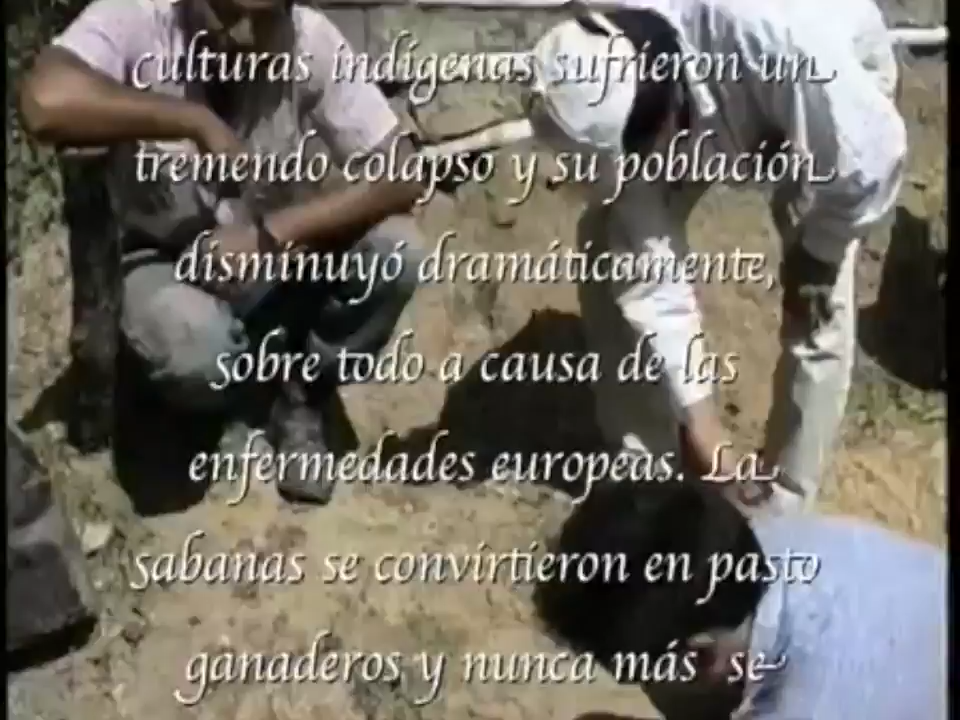 culturas indígenas sufrieron un
tremendo colapso y su población
disminuyó dramáticamente,
sobre todo a causa de las
enfermedades europeas. La
sabanas se convirtieron en pasto
ganaderos y nunca más se